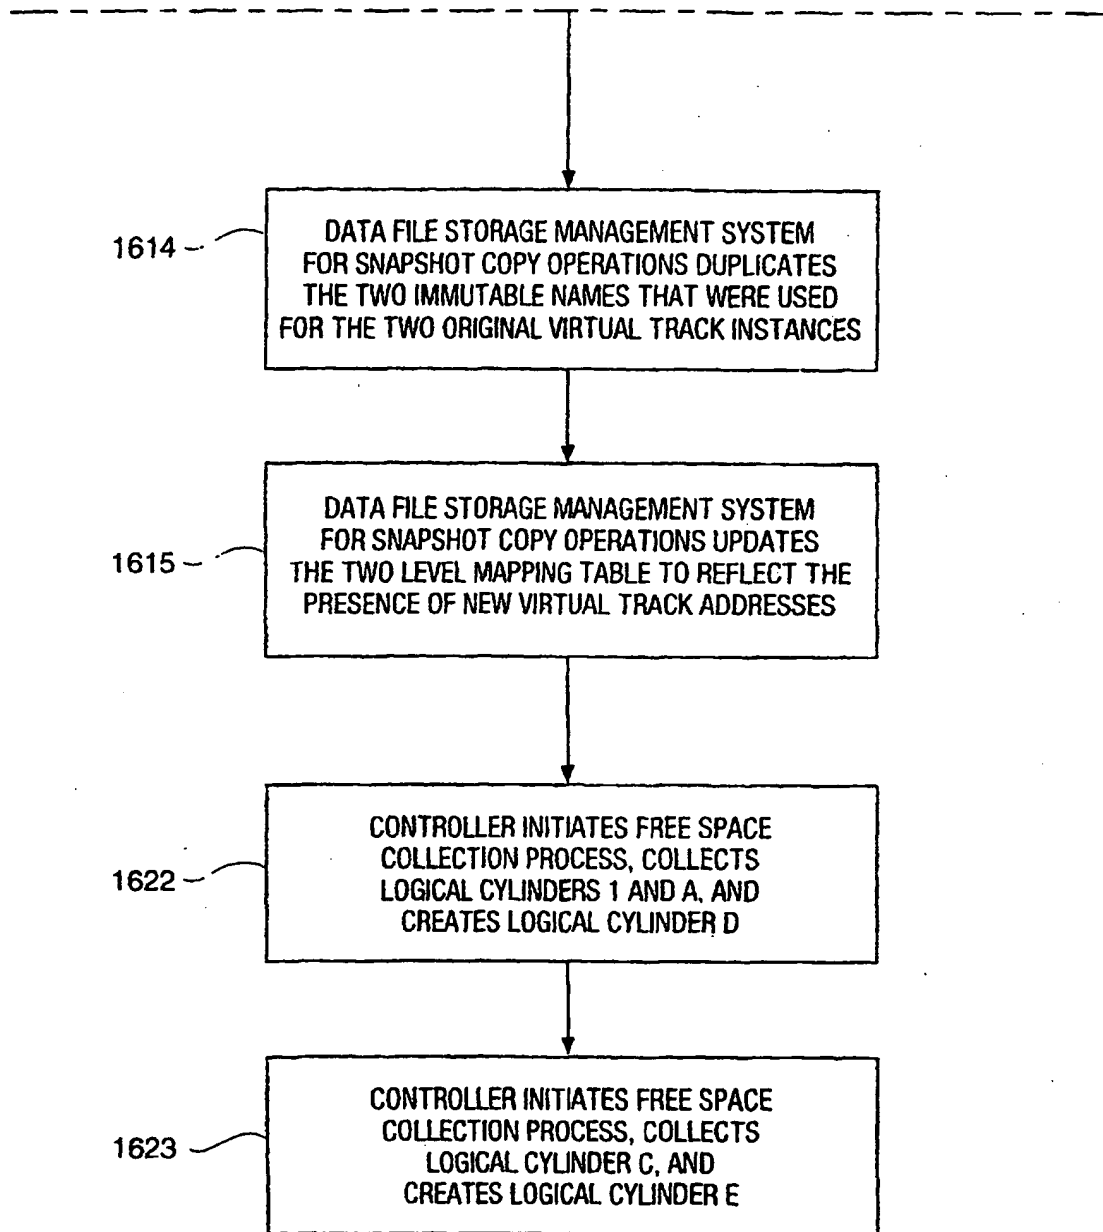 1614
DATA FILE STORAGE MANAGEMENT SYSTEM
FOR SNAPSHOT COPY OPERATIONS DUPLICATES
THE TWO IMMUTABLE NAMES THAT WERE USED
FOR THE TWO ORIGINAL VIRTUAL TRACK INSTANCES
1615
DATA FILE STORAGE MANAGEMENT SYSTEM
FOR SNAPSHOT COPY OPERATIONS UPDATES
THE TWO LEVEL MAPPING TABLE TO REFLECT THE
PRESENCE OF NEW VIRTUAL TRACK ADDRESSES
1622
CONTROLLER INITIATES FREE SPACE
COLLECTION PROCESS, COLLECTS
LOGICAL CYLINDERS 1 AND A, AND
CREATES LOGICAL CYLINDER D
1623
CONTROLLER INITIATES FREE SPACE
COLLECTION PROCESS, COLLECTS
LOGICAL CYLINDER C, AND
CREATES LOGICAL CYLINDER E